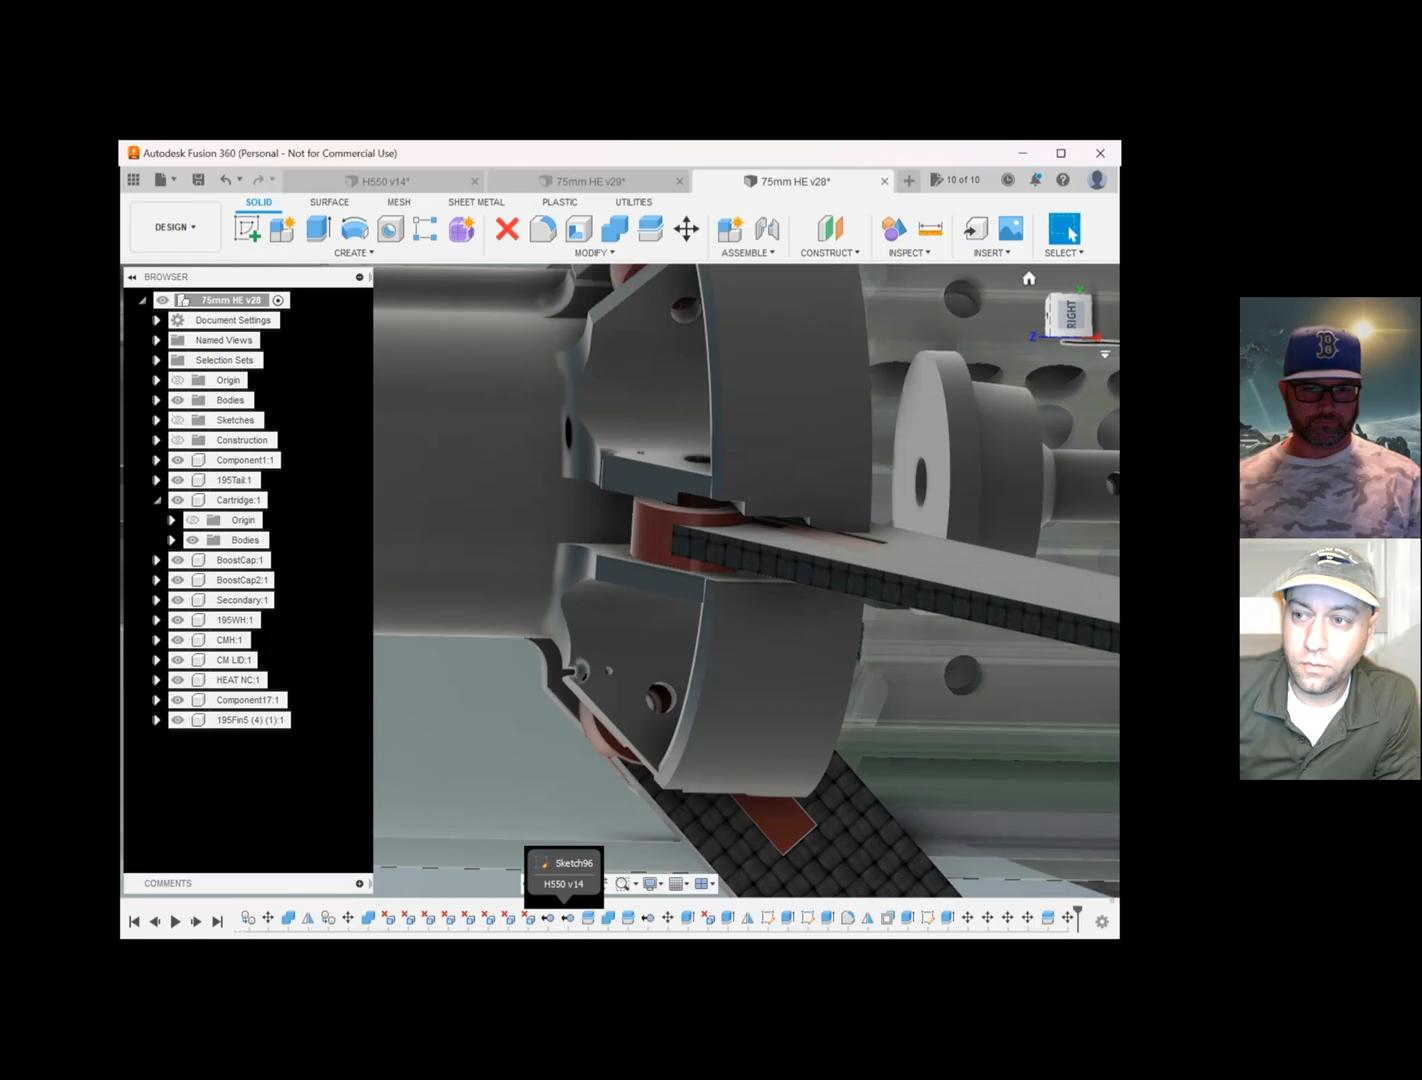 Autodesk Fusion 360 (Personal - Not for Commercial Use)
H550 v14*
75mm HE v29*
75mm HE v28*
10 of 10
SOLID
SURFACE
MESH
SHEET METAL
PLASTIC
UTILITIES
DESIGN
CREATE
MODIFY
ASSEMBLE
CONSTRUCT
INSPECT
INSERT
SELECT
BROWSER
75mm HE v28
Document Settings
Named Views
Selection Sets
Origin
Bodies
Sketches
Construction
Component1:1
195Tail:1
Cartridge:1
Origin
Bodies
BoostCap:1
BoostCap2:1
Secondary:1
195WH:1
CMH:1
CM LID:1
HEAT NC:1
Component17:1
195Fin5 (4) (1):1
RIGHT
Z
B
Sketch96
H550 v14
COMMENTS